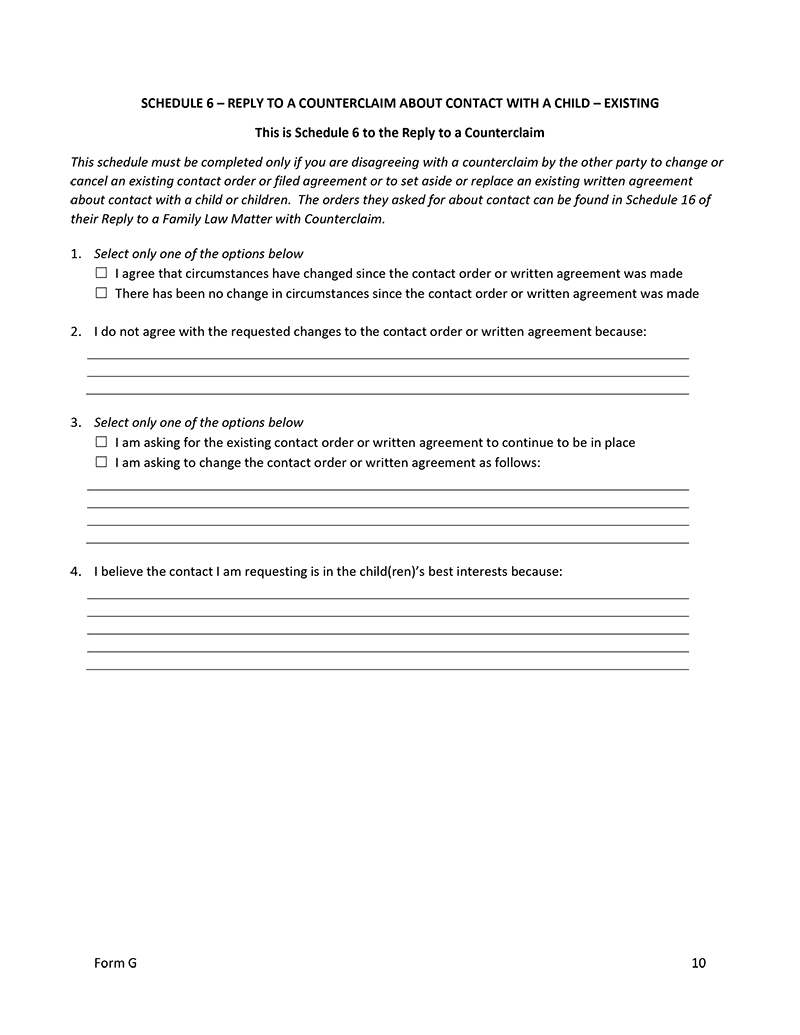 SCHEDULE 6 – REPLY TO A COUNTERCLAIM ABOUT CONTACT WITH A CHILD – EXISTING
This is Schedule 6 to the Reply to a Counterclaim
This schedule must be completed only if you are disagreeing with a counterclaim by the other party to change or
cancel an existing contact order or filed agreement or to set aside or replace an existing written agreement
about contact with a child or children. The orders they asked for about contact can be found in Schedule 16 of
their Reply to a Family Law Matter with Counterclaim.
1. Select only one of the options below
☐ I agree that circumstances have changed since the contact order or written agreement was made
☐ There has been no change in circumstances since the contact order or written agreement was made
2. I do not agree with the requested changes to the contact order or written agreement because:
3. Select only one of the options below
☐ I am asking for the existing contact order or written agreement to continue to be in place
☐ I am asking to change the contact order or written agreement as follows:
4. I believe the contact I am requesting is in the child(ren)’s best interests because:
Form G 10